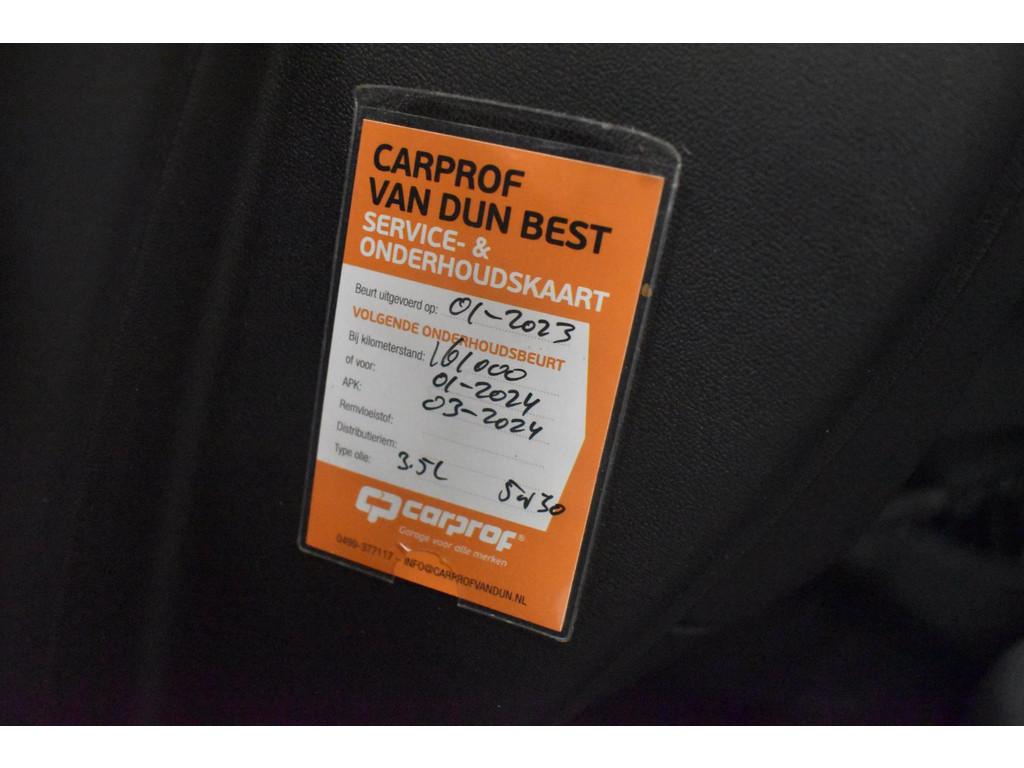 CARPROF
VAN DUN BEST
SERVICE- &
ONDERHOUDSKAART
Beurt uitgevoerd op: 01-2023
VOLGENDE ONDERHOUDSBEURT
Bij kilometerstand: 161000
of voor: 01-2024
APK: 03-2024
Remvloeistof:
Distributieriem:
Type olie: 3.5L 5w30
cp carprof®
Garage voor alle merken
0499-377117 - INFO@CARPROFVANDUN.NL